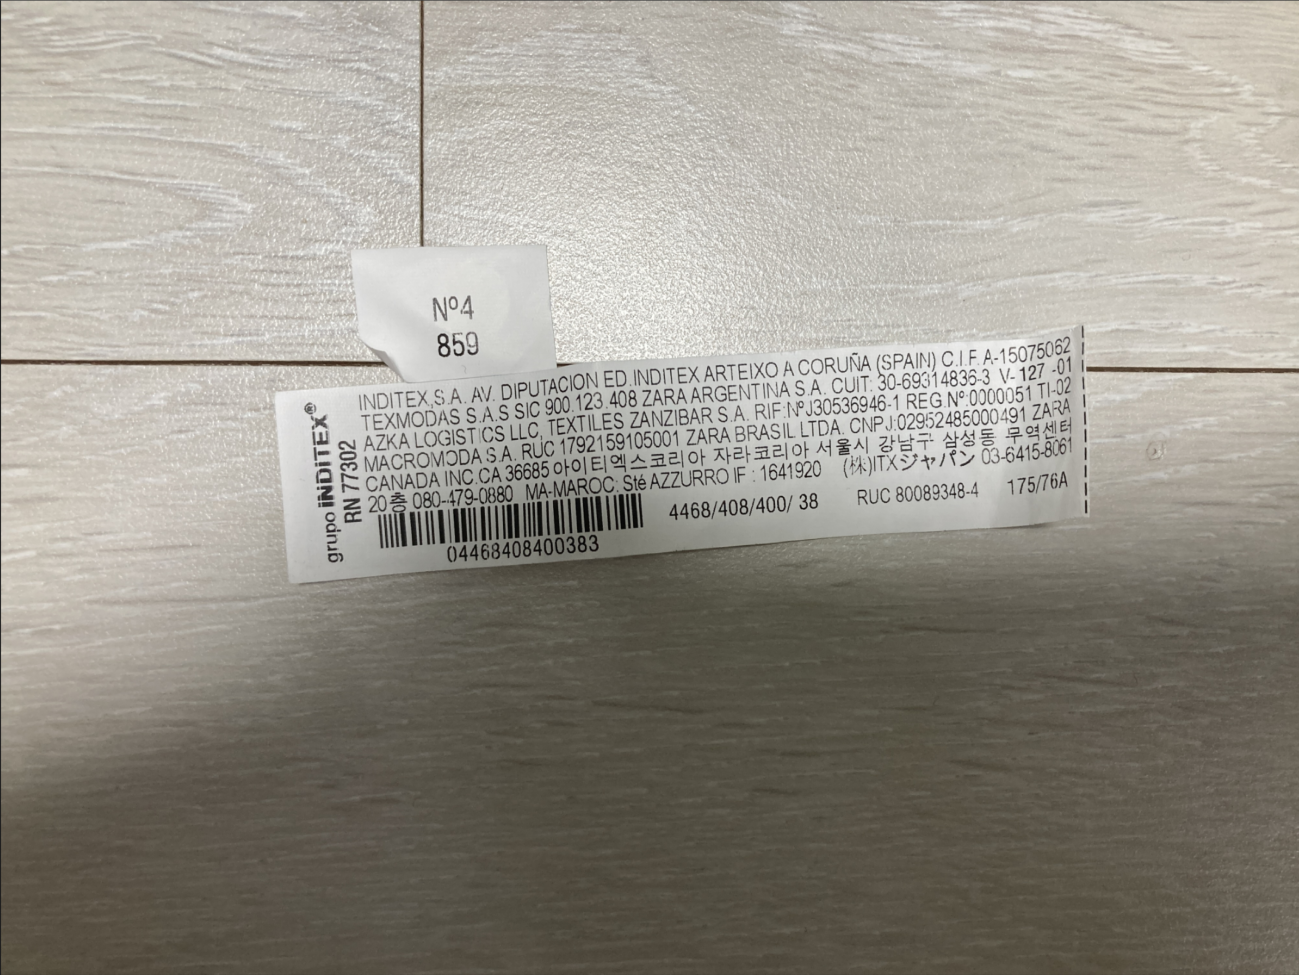 Nº4
859
grupo INDITEX®
RN 77302
INDITEX,S.A. AV. DIPUTACION ED.INDITEX ARTEIXO A CORUÑA (SPAIN) C.I.F.A-15075062
TEXMODAS S.A.S SIC 900.123.408 ZARA ARGENTINA S.A. CUIT: 30-69314836-3 V-127 -01
AZKA LOGISTICS LLC, TEXTILES ZANZIBAR S.A. RIF:NºJ30536946-1 REG.Nº:0000051 TI-02
MACROMODA S.A. RUC 1792159105001 ZARA BRASIL LTDA. CNPJ:02952485000491 ZARA
CANADA INC.CA 36685 아이티엑스코리아 자라코리아 서울시 강남구 삼성동 무역센터
20층 080-479-0880 MA-MAROC: Sté AZZURRO IF : 1641920 (株)ITXジャパン 03-6415-8061
4468/408/400/ 38 RUC 80089348-4 175/76A
04468408400383